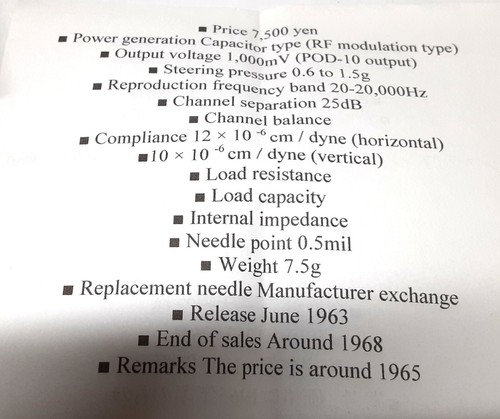 ■ Price 7,500 yen
■ Power generation Capacitor type (RF modulation type)
■ Output voltage 1,000mV (POD-10 output)
■ Steering pressure 0.6 to 1.5g
■ Reproduction frequency band 20-20,000Hz
■ Channel separation 25dB
■ Channel balance
■ Compliance 12 × 10 ⁻⁶ cm / dyne (horizontal)
■10 × 10 ⁻⁶ cm / dyne (vertical)
■ Load resistance
■ Load capacity
■ Internal impedance
■ Needle point 0.5mil
■ Weight 7.5g
■ Replacement needle Manufacturer exchange
■ Release June 1963
■ End of sales Around 1968
■ Remarks The price is around 1965